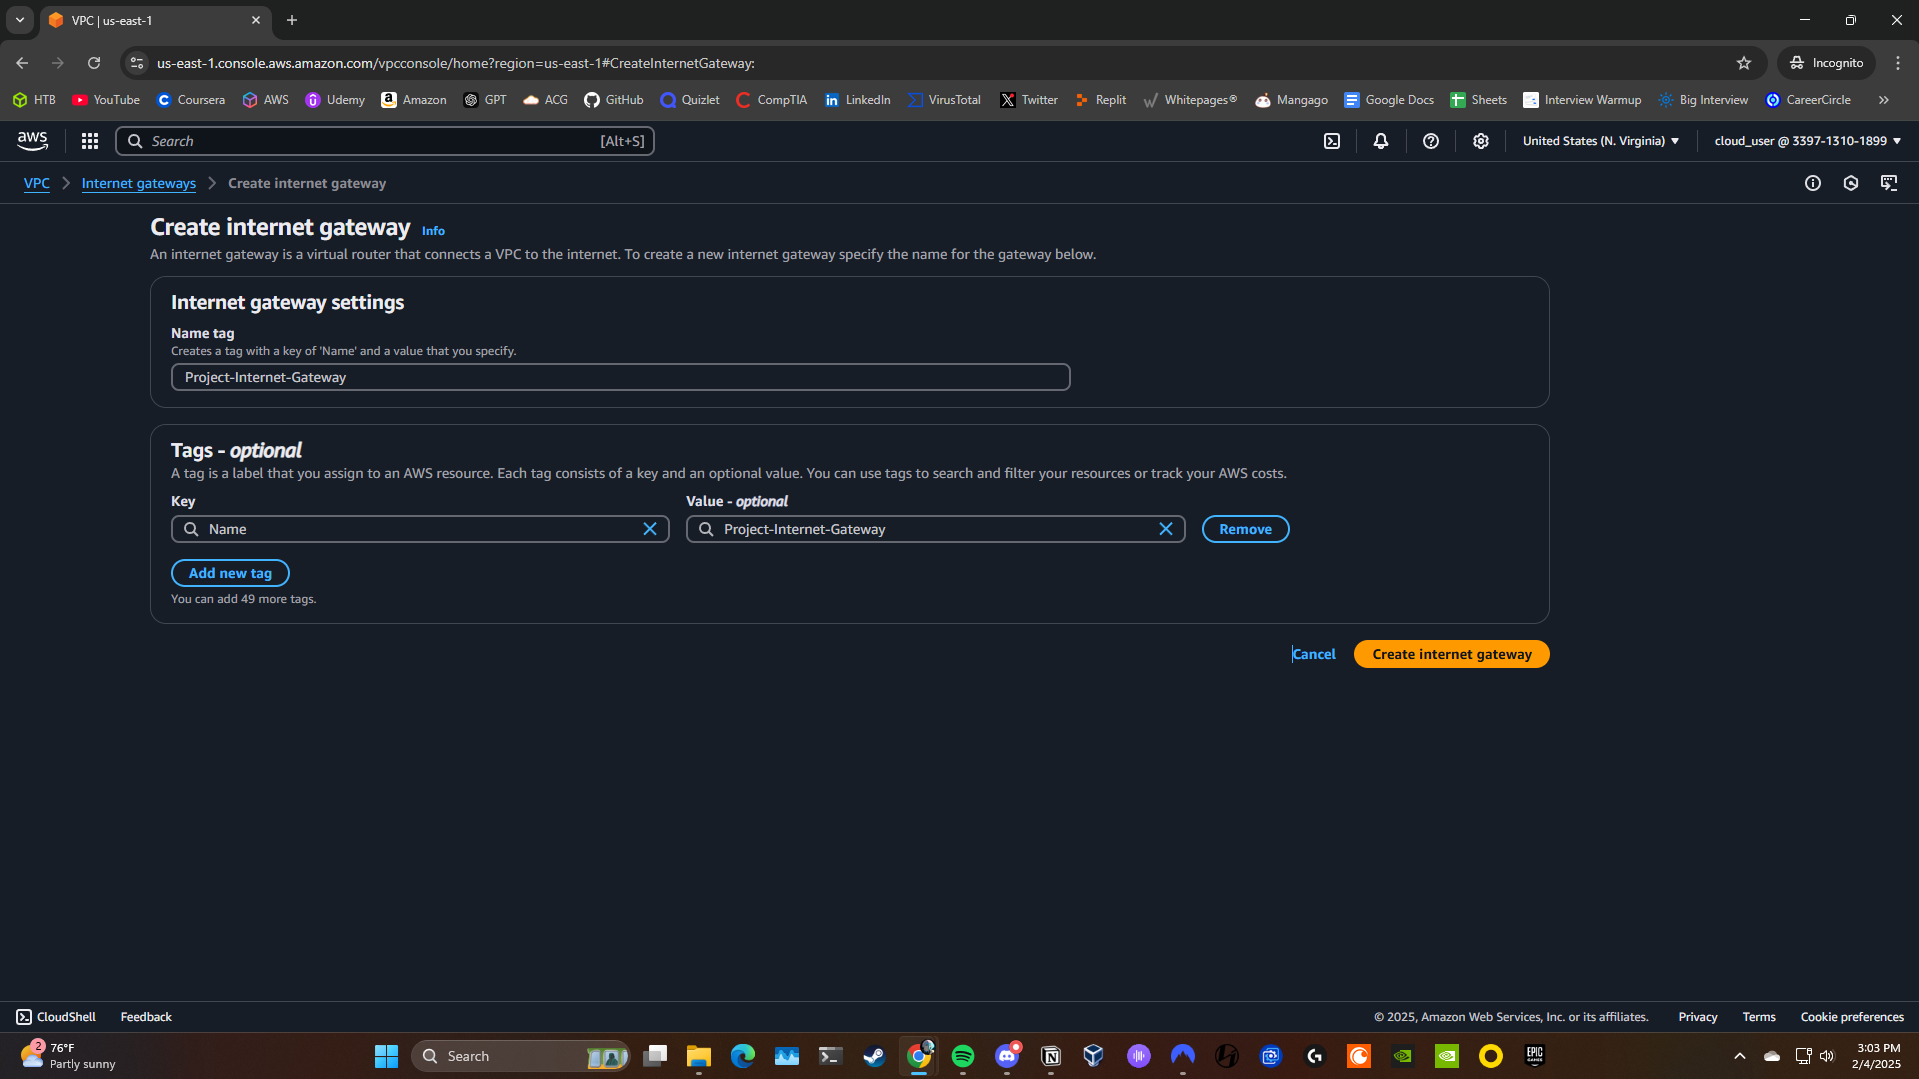 VPC | us-east-1
us-east-1.console.aws.amazon.com/vpcconsole/home?region=us-east-1#CreateInternetGateway:
Incognito
HTB YouTube Coursera AWS Udemy Amazon GPT ACG GitHub Quizlet CompTIA LinkedIn VirusTotal Twitter Replit Whitepages® Mangago Google Docs Sheets Interview Warmup Big Interview CareerCircle
aws Search [Alt+S] United States (N. Virginia) cloud_user @ 3397-1310-1899
VPC Internet gateways Create internet gateway
Create internet gateway Info
An internet gateway is a virtual router that connects a VPC to the internet. To create a new internet gateway specify the name for the gateway below.
Internet gateway settings
Name tag
Creates a tag with a key of 'Name' and a value that you specify.
Project-Internet-Gateway
Tags - optional
A tag is a label that you assign to an AWS resource. Each tag consists of a key and an optional value. You can use tags to search and filter your resources or track your AWS costs.
Key Value - optional
Name Project-Internet-Gateway Remove
Add new tag
You can add 49 more tags.
Cancel Create internet gateway
CloudShell Feedback © 2025, Amazon Web Services, Inc. or its affiliates. Privacy Terms Cookie preferences
2 76°F
Partly sunny
Search
EPIC GAMES
3:03 PM
2/4/2025